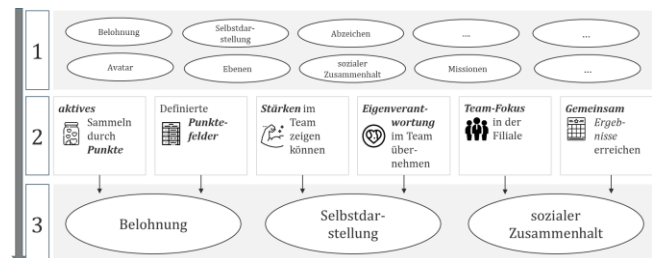 1
Belohnung
Selbstdar-
stellung
Abzeichen
....
...
Avatar
Ebenen
sozialer
Zusammenhalt
Missionen
...
2
aktives
Sammeln
durch
Punkte
Definierte
Punkte-
felder
Stärken im
Team
zeigen
können
Eigenverant-
wortung
im Team
über-
nehmen
Team-Fokus
in der
Filiale
Gemeinsam
Ergeb-
nisse
erreichen
3
Belohnung
Selbstdar-
stellung
sozialer
Zusammenhalt